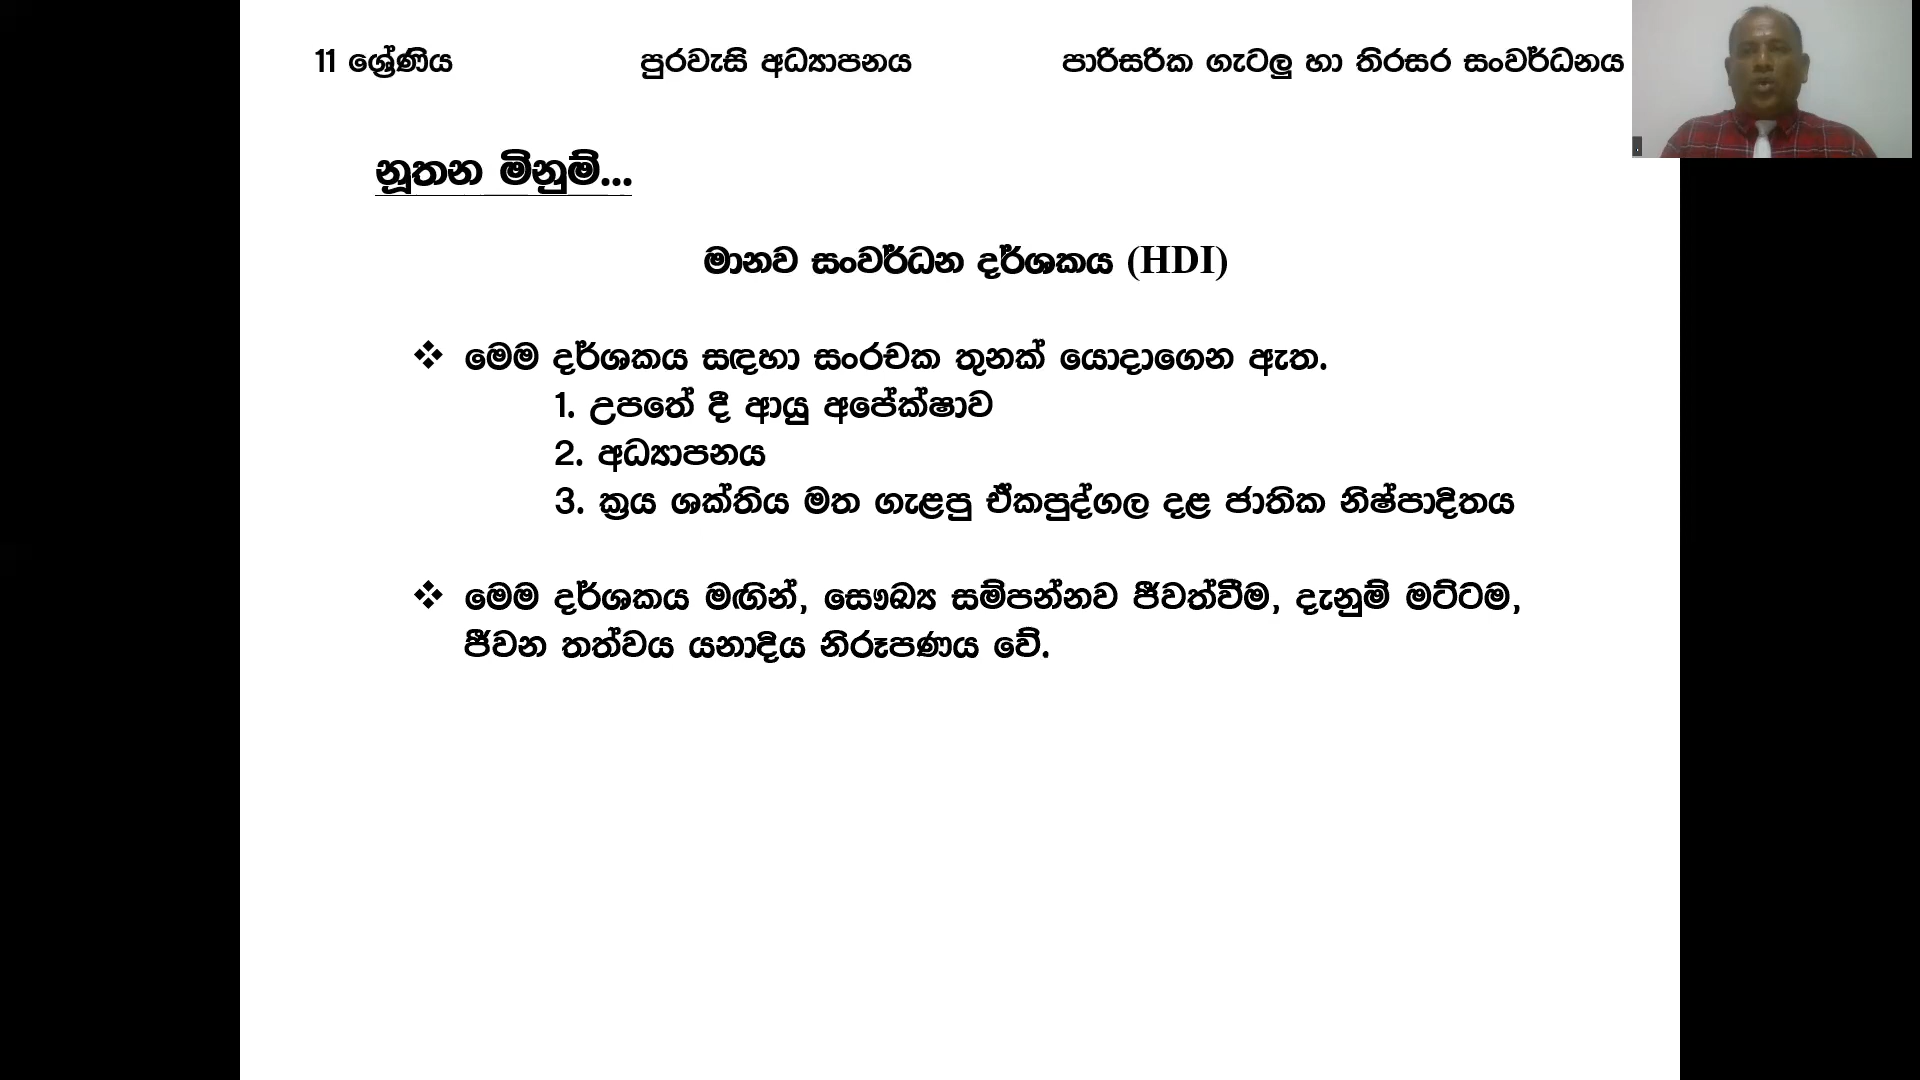 11 ශ්‍රේණිය පුරවැසි අධ්‍යාපනය පාරිසරික ගැටලු හා තිරසර සංවර්ධනය
නූතන මිනුම්...
මානව සංවර්ධන දර්ශකය (HDI)
❖ මෙම දර්ශකය සඳහා සංරචක තුනක් යොදාගෙන ඇත.
1. උපතේ දී ආයු අපේක්ෂාව
2. අධ්‍යාපනය
3. ක්‍රය ශක්තිය මත ගැළපු ඒකපුද්ගල දළ ජාතික නිෂ්පාදිතය
❖ මෙම දර්ශකය මඟින්, සෞඛ්‍ය සම්පන්නව ජීවත්වීම, දැනුම් මට්ටම,
ජීවන තත්වය යනාදිය නිරූපණය වේ.